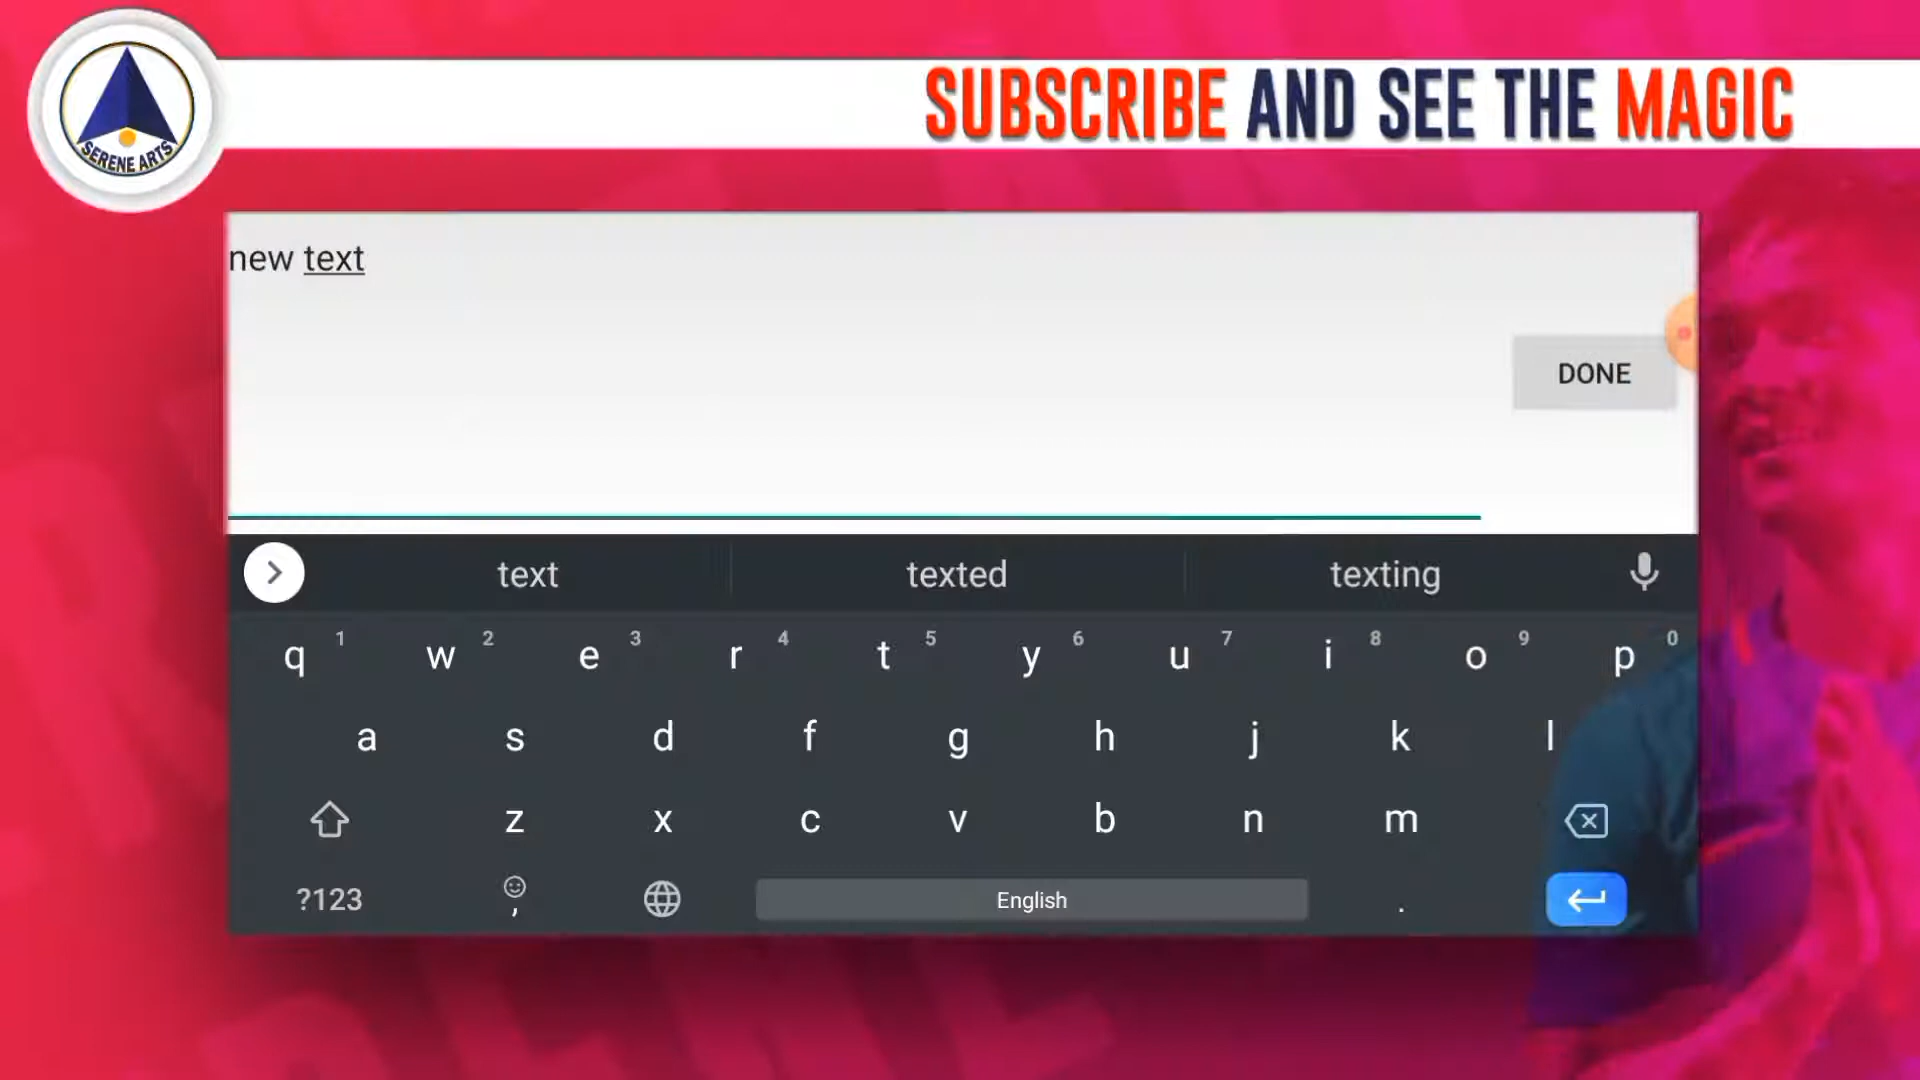 SERENE ARTS
SUBSCRIBE AND SEE THE MAGIC
new text
DONE
text texted texting
q 1 w 2 e 3 r 4 t 5 y 6 u 7 i 8 o 9 p 0
a s d f g h j k l
z x c v b n m
?123 , English .